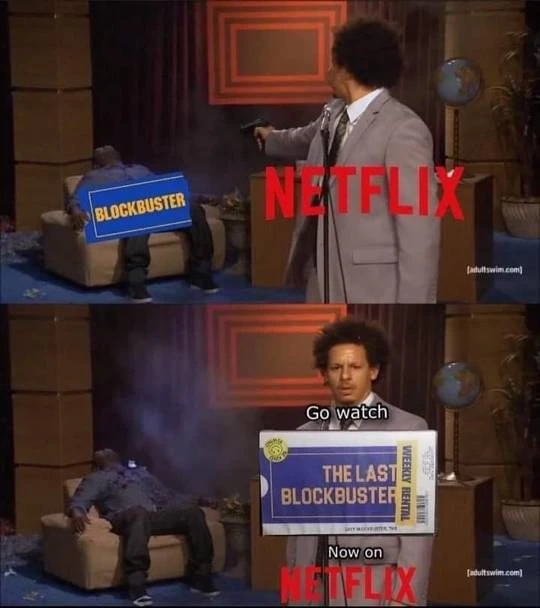 BLOCKBUSTER
NETFLIX
[adultswim.com]
Go watch
THE LAST
BLOCKBUSTER
WEEKLY RENTAL
Now on
NETFLIX
[adultswim.com]